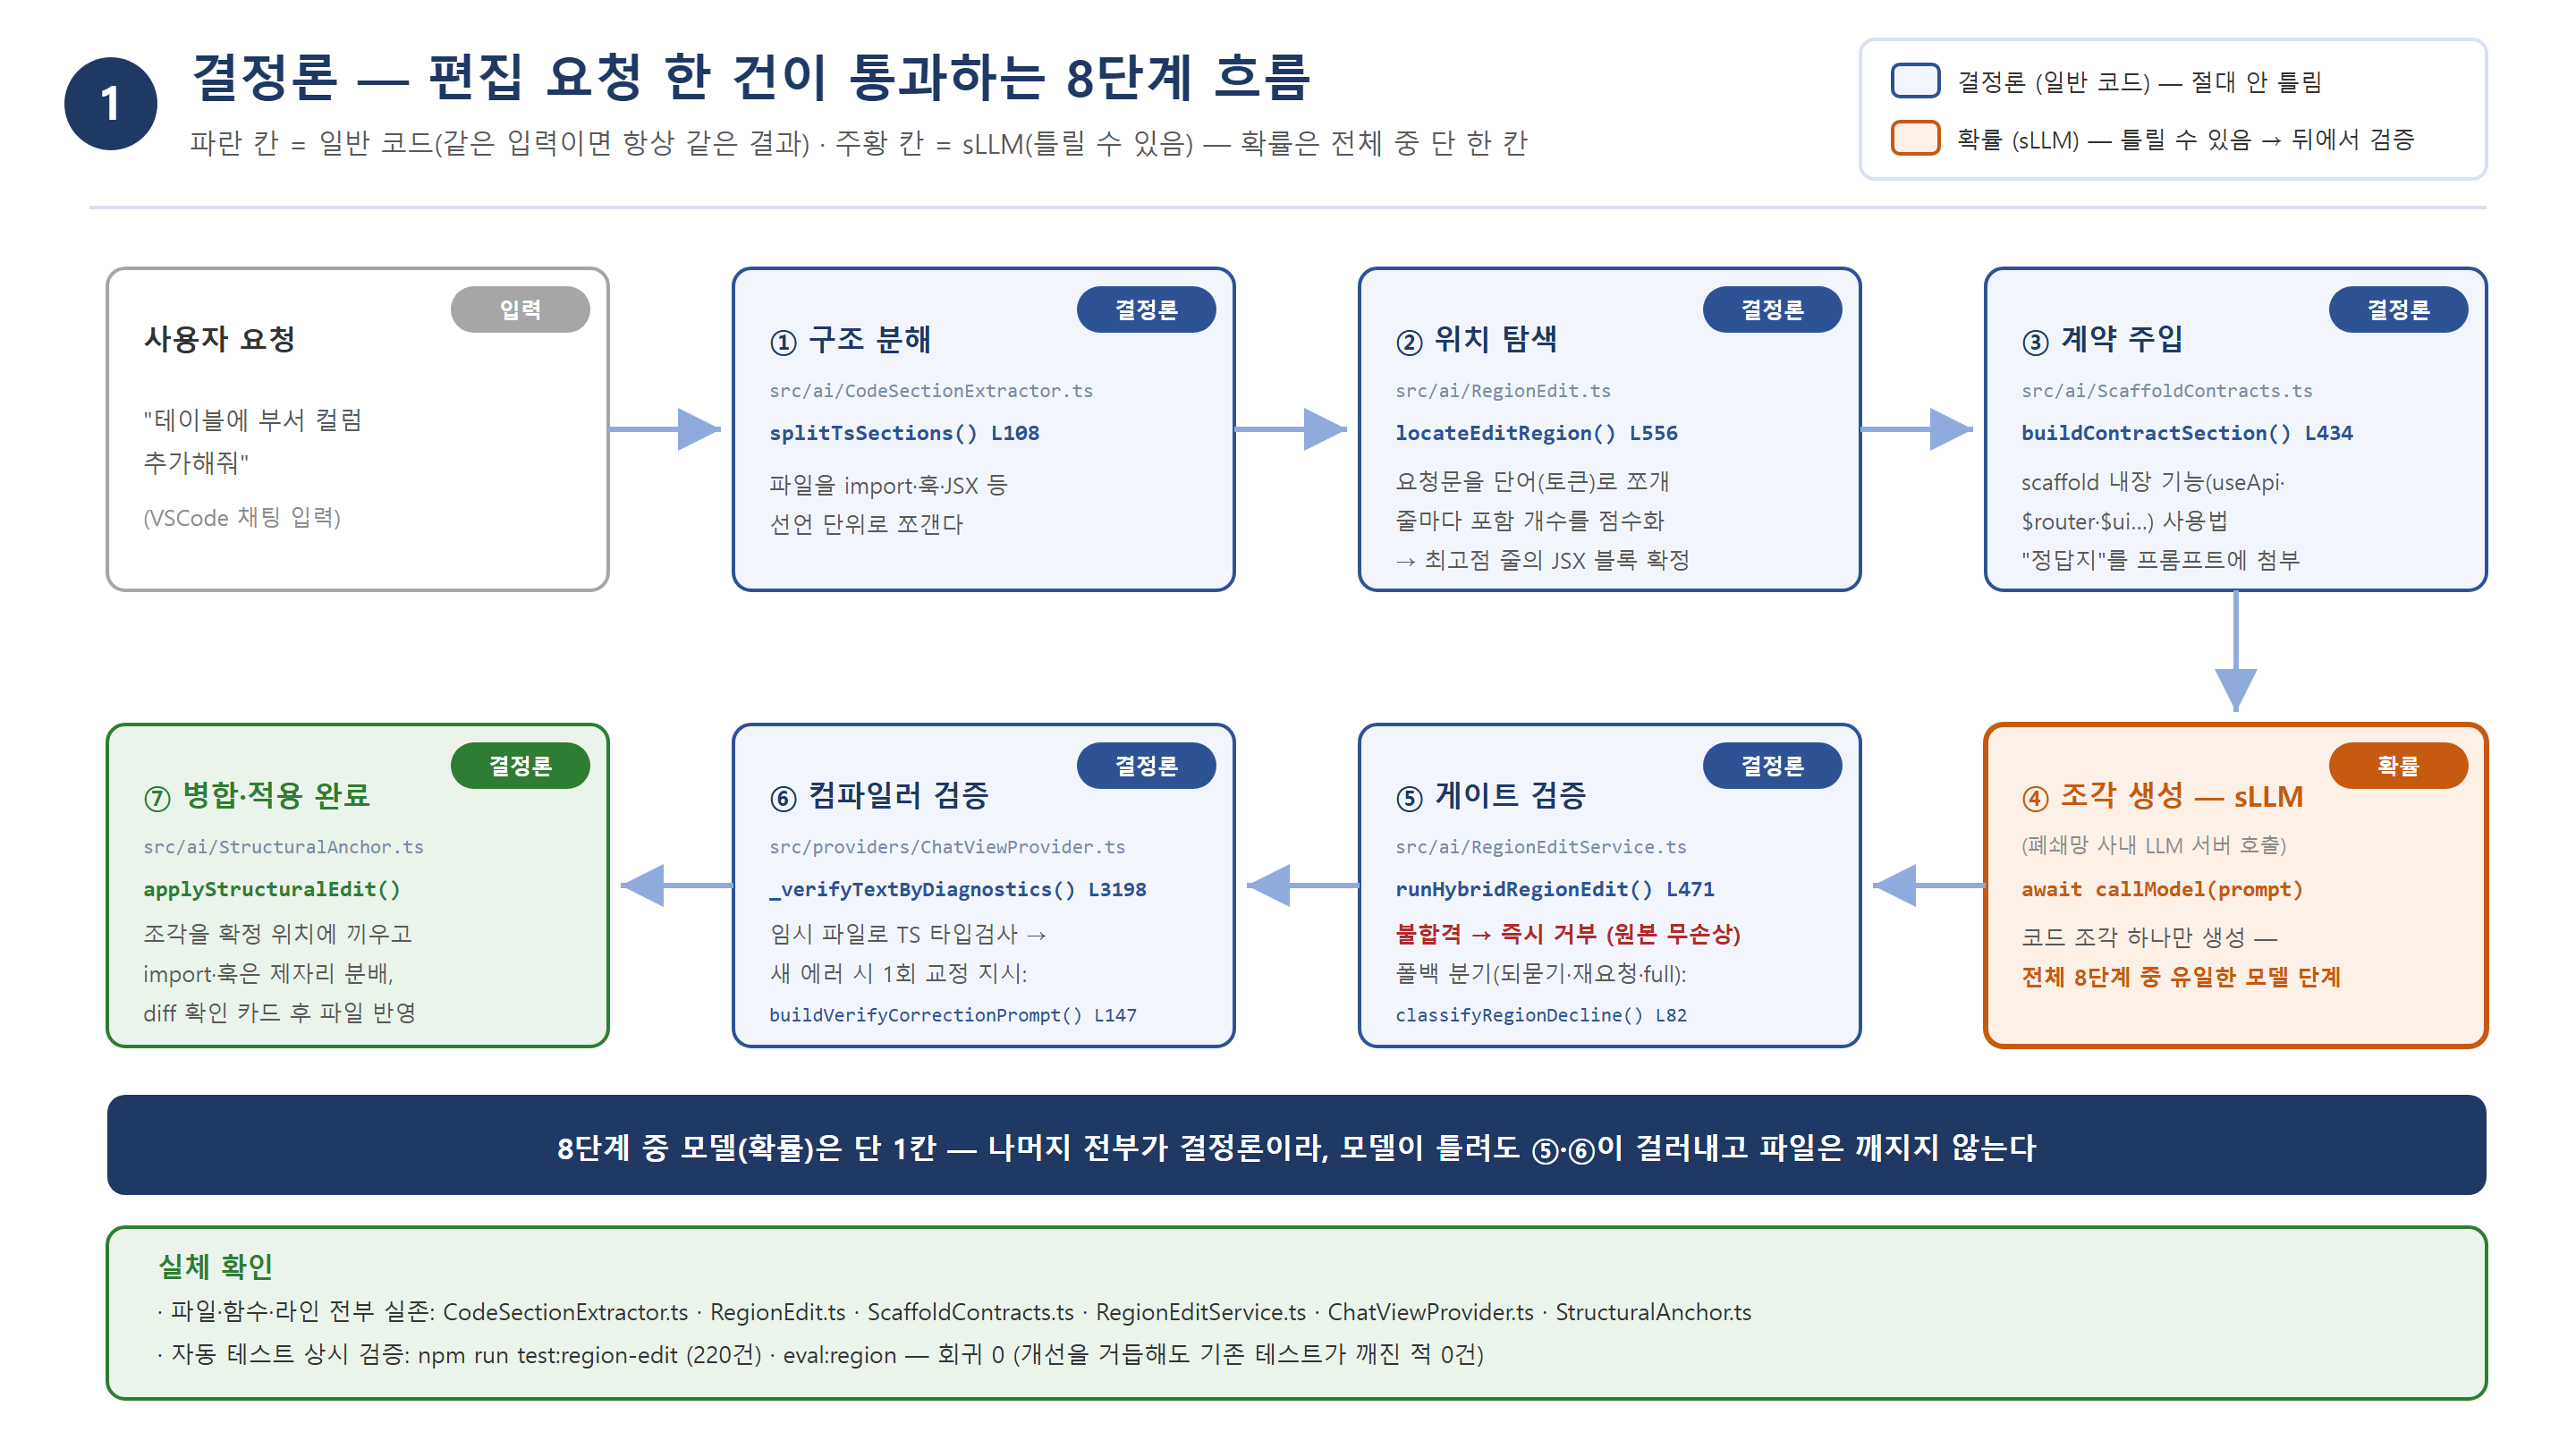 1
결정론 — 편집 요청 한 건이 통과하는 8단계 흐름
파란 칸 = 일반 코드(같은 입력이면 항상 같은 결과) · 주황 칸 = sLLM(틀릴 수 있음) — 확률은 전체 중 단 한 칸
결정론 (일반 코드) — 절대 안 틀림
확률 (sLLM) — 틀릴 수 있음 → 뒤에서 검증
입력
사용자 요청
"테이블에 부서 컬럼
추가해줘"
(VSCode 채팅 입력)
결정론
① 구조 분해
src/ai/CodeSectionExtractor.ts
splitTsSections() L108
파일을 import·훅·JSX 등
선언 단위로 쪼갠다
결정론
② 위치 탐색
src/ai/RegionEdit.ts
locateEditRegion() L556
요청문을 단어(토큰)로 쪼개
줄마다 포함 개수를 점수화
→ 최고점 줄의 JSX 블록 확정
결정론
③ 계약 주입
src/ai/ScaffoldContracts.ts
buildContractSection() L434
scaffold 내장 기능(useApi·
$router·$ui...) 사용법
"정답지"를 프롬프트에 첨부
확률
④ 조각 생성 — sLLM
(폐쇄망 사내 LLM 서버 호출)
await callModel(prompt)
코드 조각 하나만 생성 —
전체 8단계 중 유일한 모델 단계
결정론
⑤ 게이트 검증
src/ai/RegionEditService.ts
runHybridRegionEdit() L471
불합격 → 즉시 거부 (원본 무손상)
폴백 분기(되묻기·재요청·full):
classifyRegionDecline() L82
결정론
⑥ 컴파일러 검증
src/providers/ChatViewProvider.ts
_verifyTextByDiagnostics() L3198
임시 파일로 TS 타입검사 →
새 에러 시 1회 교정 지시:
buildVerifyCorrectionPrompt() L147
결정론
⑦ 병합·적용 완료
src/ai/StructuralAnchor.ts
applyStructuralEdit()
조각을 확정 위치에 끼우고
import·훅은 제자리 분배,
diff 확인 카드 후 파일 반영
8단계 중 모델(확률)은 단 1칸 — 나머지 전부가 결정론이라, 모델이 틀려도 ⑤·⑥이 걸러내고 파일은 깨지지 않는다
실체 확인
· 파일·함수·라인 전부 실존: CodeSectionExtractor.ts · RegionEdit.ts · ScaffoldContracts.ts · RegionEditService.ts · ChatViewProvider.ts · StructuralAnchor.ts
· 자동 테스트 상시 검증: npm run test:region-edit (220건) · eval:region — 회귀 0 (개선을 거듭해도 기존 테스트가 깨진 적 0건)